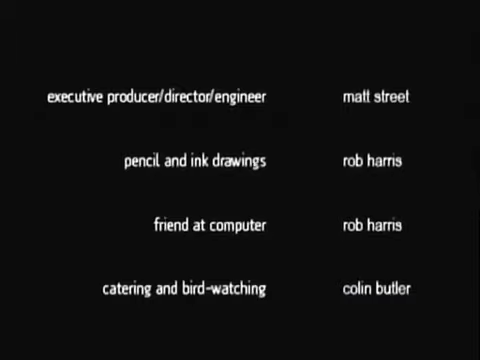 executive producer/director/engineer matt street
pencil and ink drawings rob harris
friend at computer rob harris
catering and bird-watching colin butler